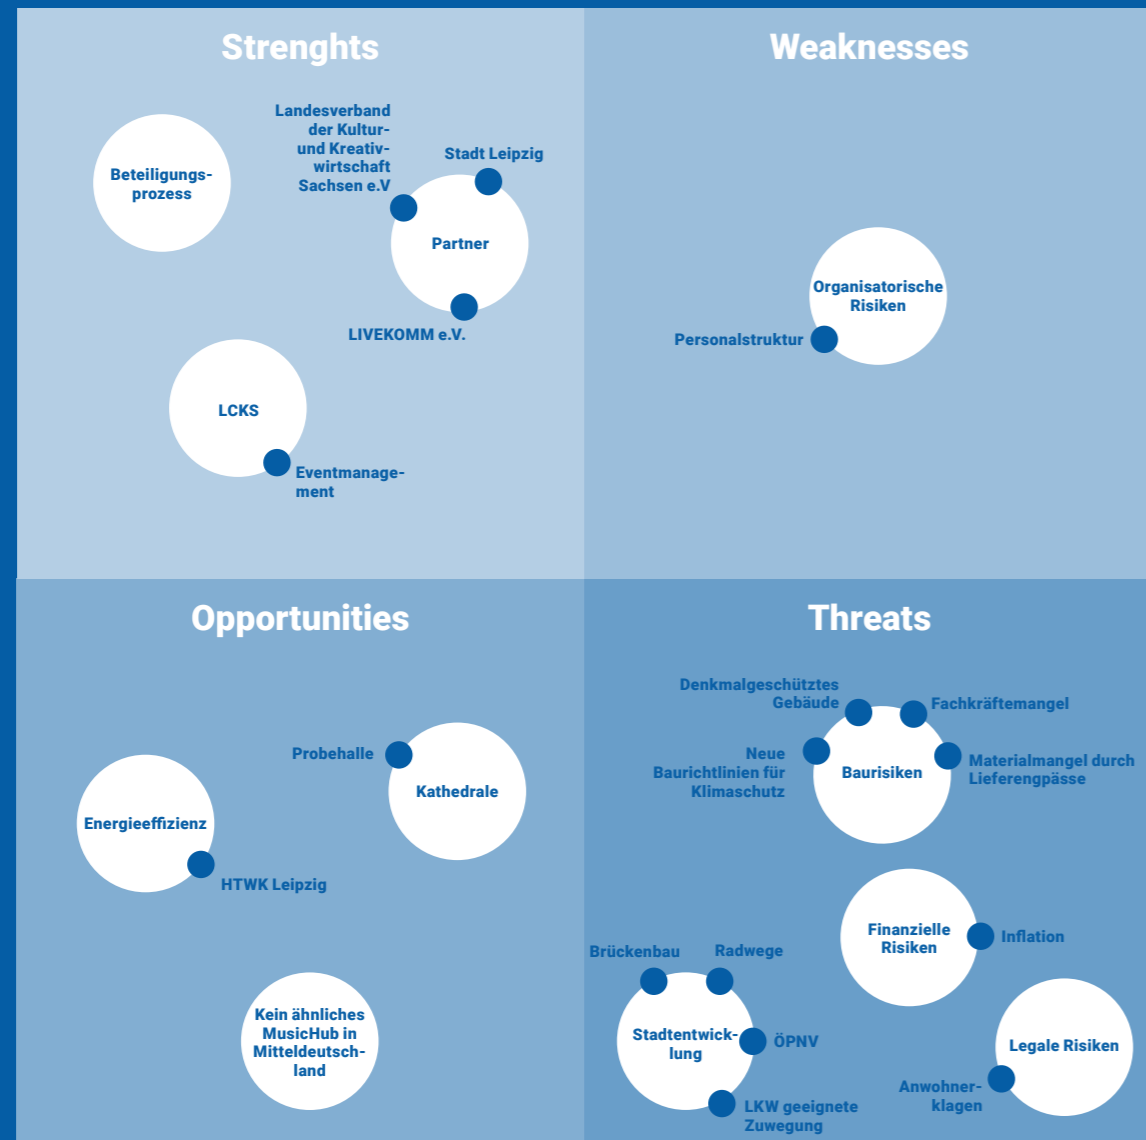 Strenghts
Beteiligungs-
prozess
Landesverband
der Kultur-
und Kreativ-
wirtschaft
Sachsen e.V
Stadt Leipzig
Partner
LIVEKOMM e.V.
LCKS
Eventmanage-
ment
Weaknesses
Organisatorische
Risiken
Personalstruktur
Opportunities
Probehalle
Kathedrale
Energieeffizienz
HTWK Leipzig
Kein ähnliches
MusicHub in
Mitteldeutsch-
land
Threats
Denkmalgeschütztes
Gebäude
Fachkräftemangel
Neue
Baurichtlinien für
Klimaschutz
Baurisiken
Materialmangel durch
Lieferengpässe
Finanzielle
Risiken
Inflation
Brückenbau
Radwege
Stadtentwick-
lung
ÖPNV
LKW geeignete
Zuwegung
Legale Risiken
Anwohner-
klagen